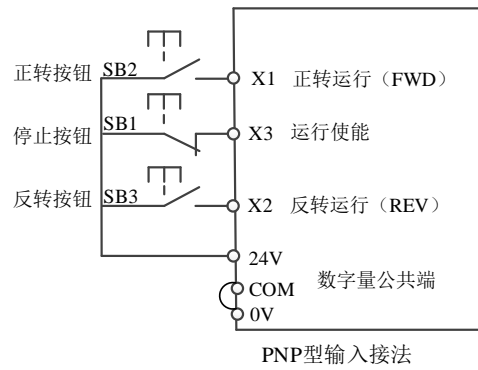 正转按钮 SB2 X1 正转运行（FWD）
停止按钮 SB1 X3 运行使能
反转按钮 SB3 X2 反转运行（REV）
24V
COM 数字量公共端
0V
PNP型输入接法